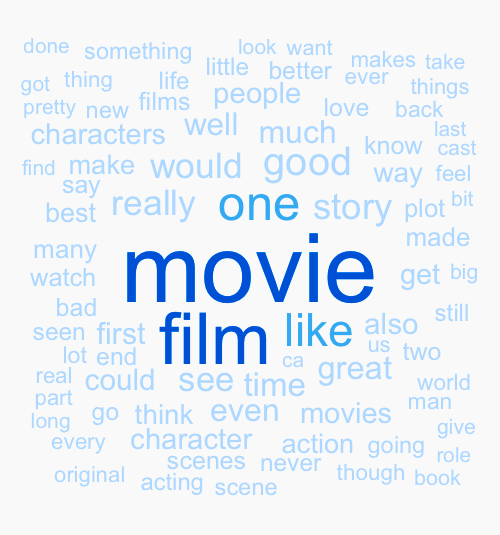 done something look want
little makes take
got thing life better ever things
pretty new films people love back
characters well much know last
cast
find make would good way feel
say
best really one story plot bit
many made
watch movie get big
bad still
seen first film like also
lot end ca us two
real could see time great world
part man
long go think even movies give
every character action going role
scenes never
original acting scene though book